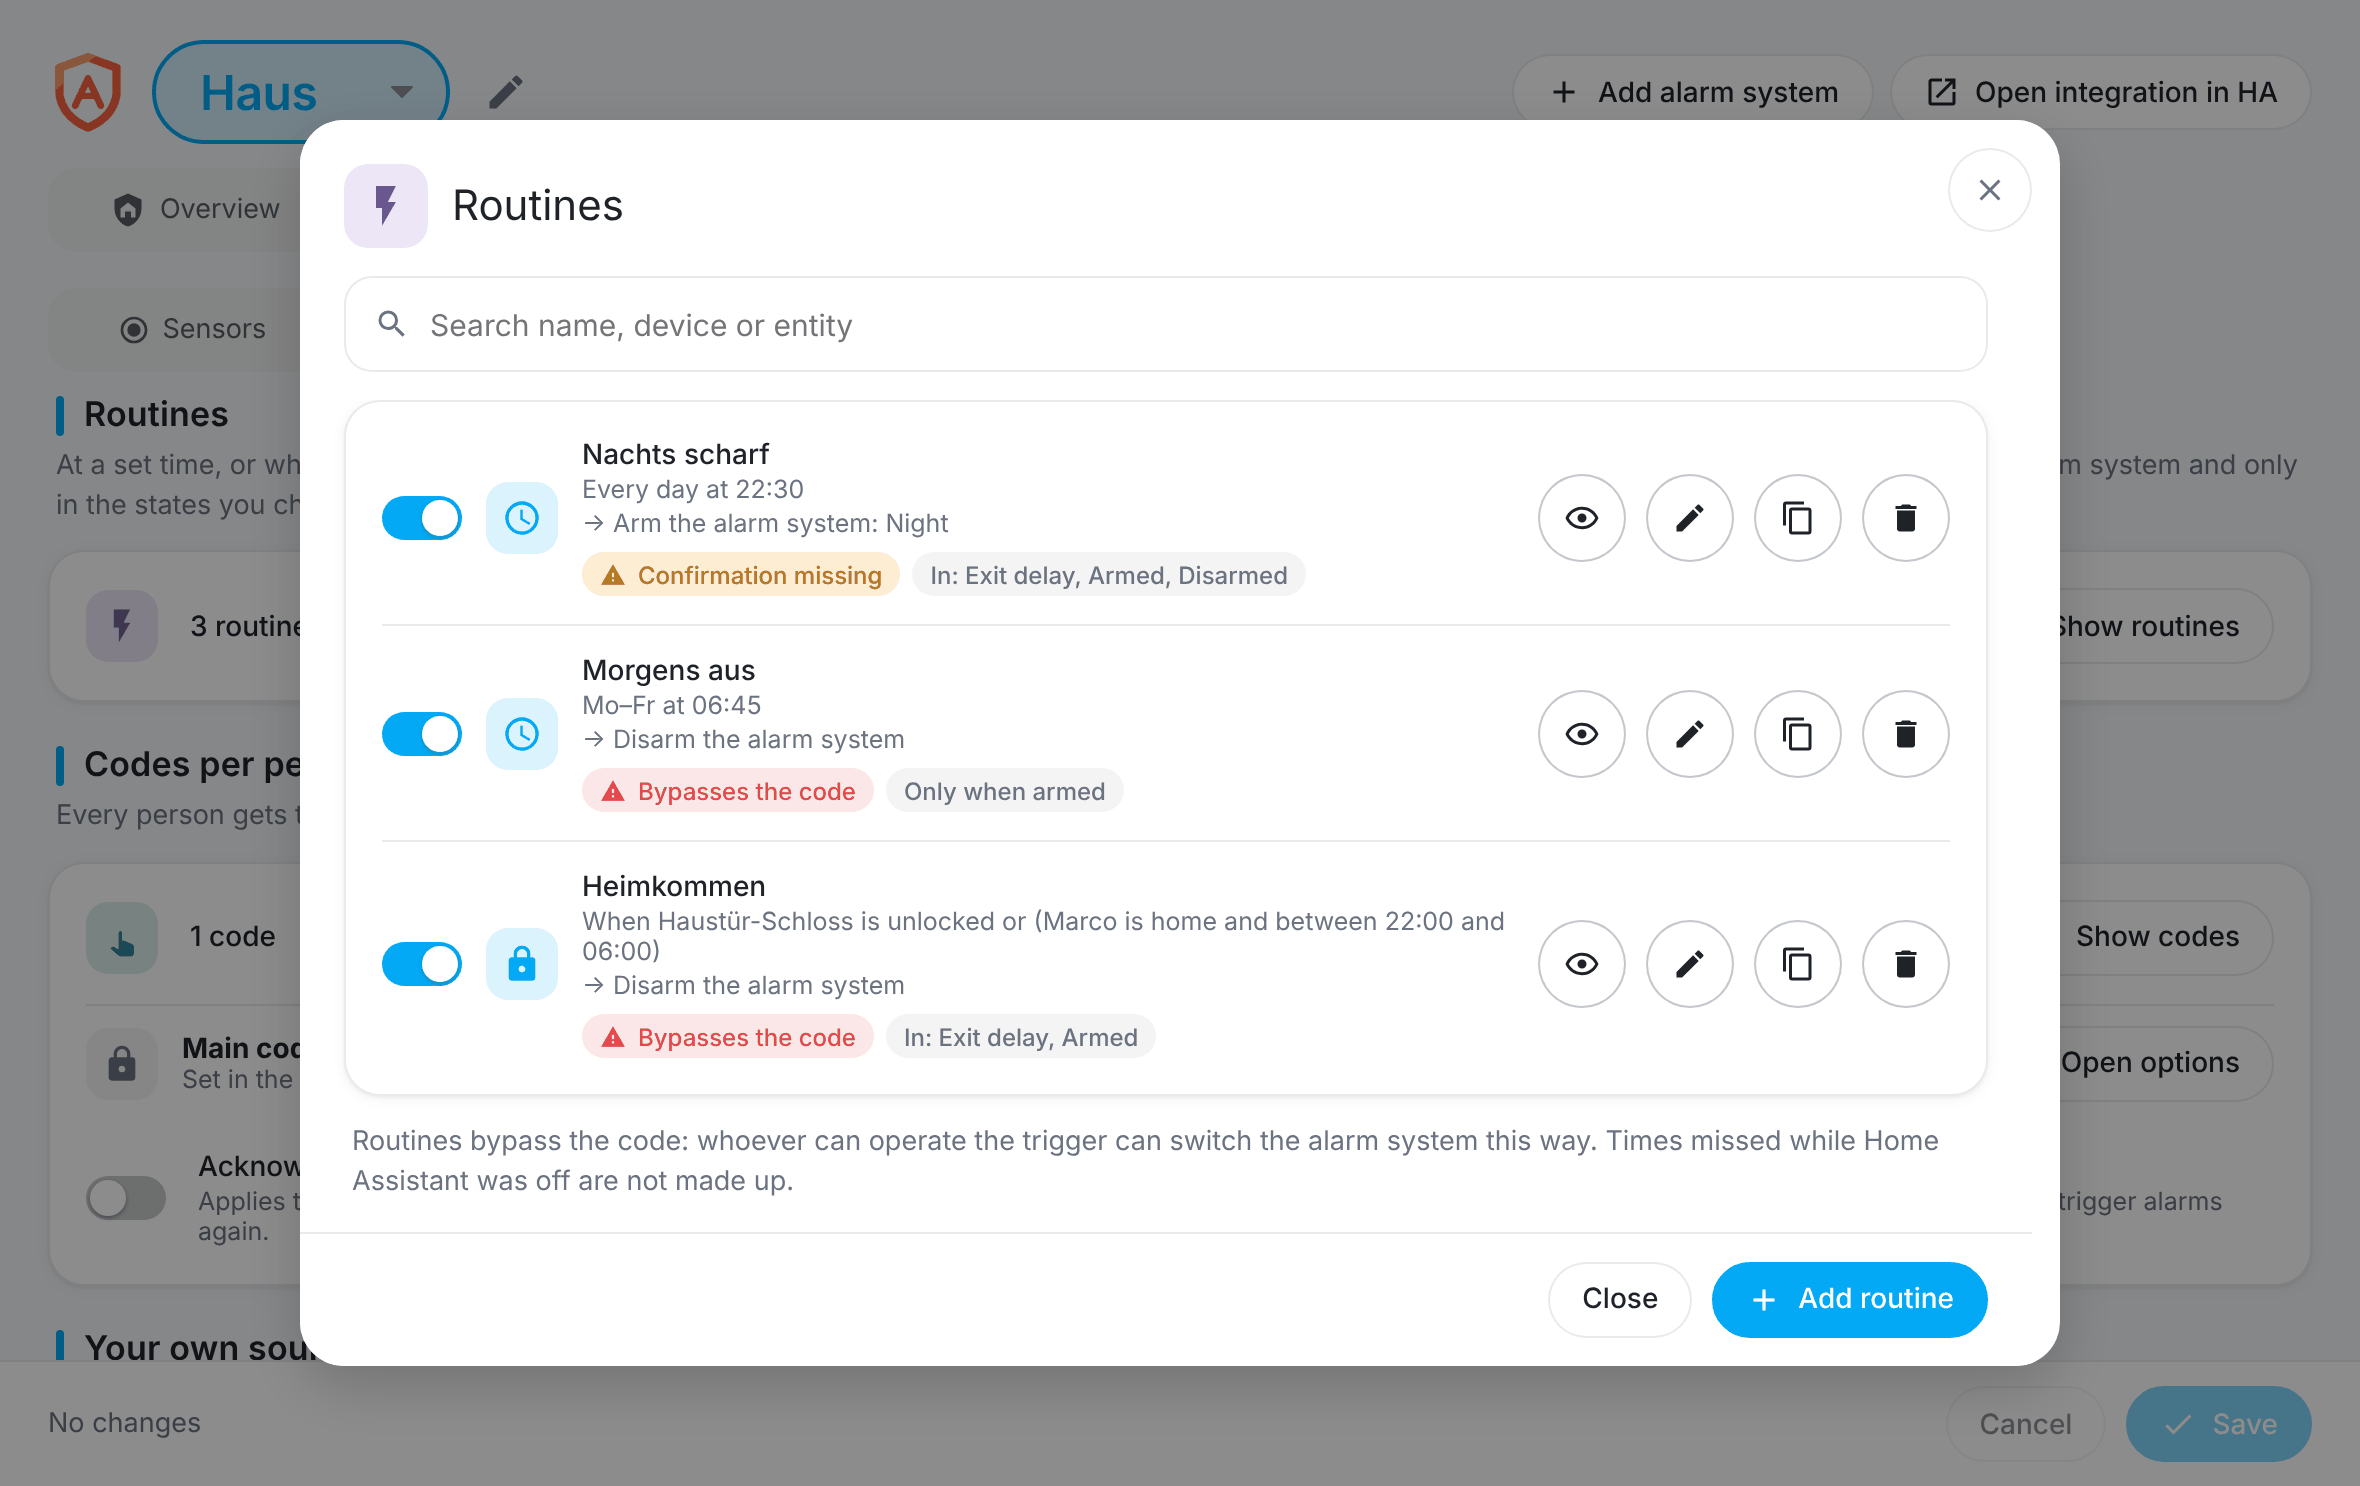 Haus
Add alarm system
Open integration in HA
Overview
Sensors
Routines
At a set time, or wh
m system and only
in the states you ch
3 routine
Show routines
Codes per pe
Every person gets t
1 code
Show codes
Main cod
Set in the
Open options
Acknow
Applies t
trigger alarms
again.
Your own sour
No changes
Cancel
Save
Routines
Search name, device or entity
Nachts scharf
Every day at 22:30
→ Arm the alarm system: Night
Confirmation missing
In: Exit delay, Armed, Disarmed
Morgens aus
Mo–Fr at 06:45
→ Disarm the alarm system
Bypasses the code
Only when armed
Heimkommen
When Haustür-Schloss is unlocked or (Marco is home and between 22:00 and
06:00)
→ Disarm the alarm system
Bypasses the code
In: Exit delay, Armed
Routines bypass the code: whoever can operate the trigger can switch the alarm system this way. Times missed while Home
Assistant was off are not made up.
Close
Add routine